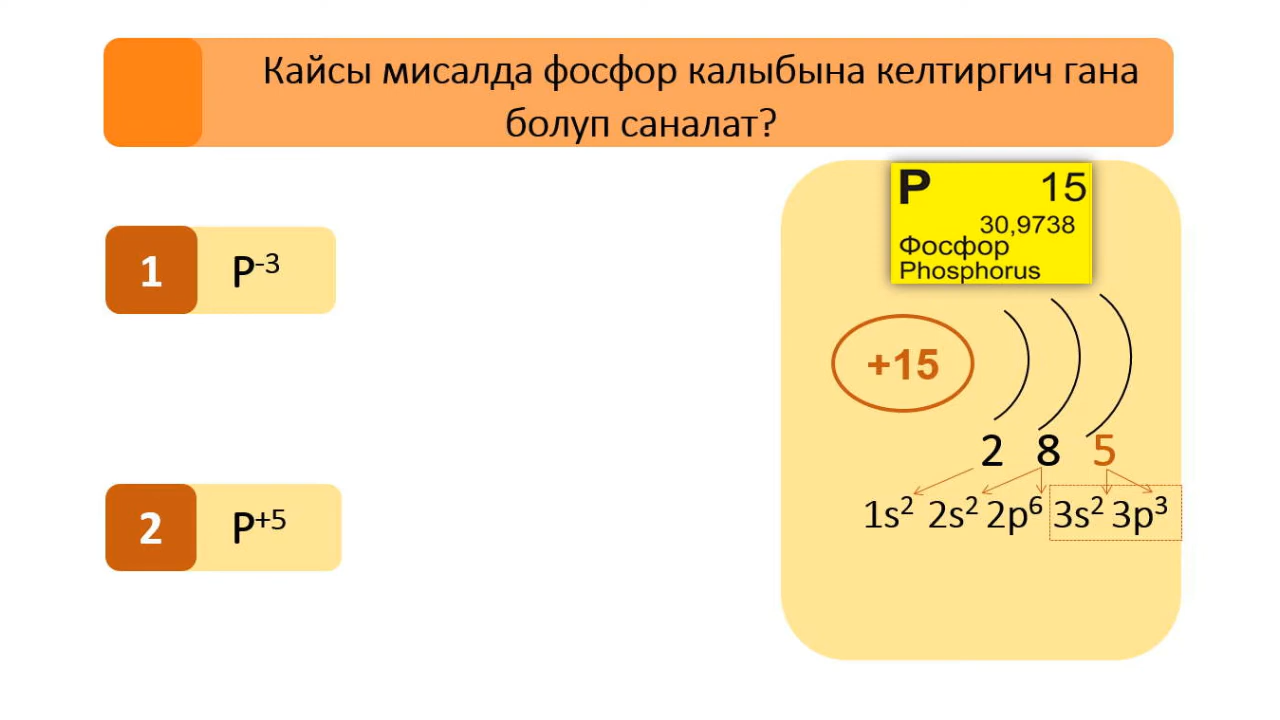 Кайсы мисалда фосфор калыбына келтиргич гана
болуп саналат?
1 P⁻³
2 P⁺⁵
P 15
30,9738
Фосфор
Phosphorus
+15
2 8 5
1s² 2s² 2p⁶ 3s² 3p³